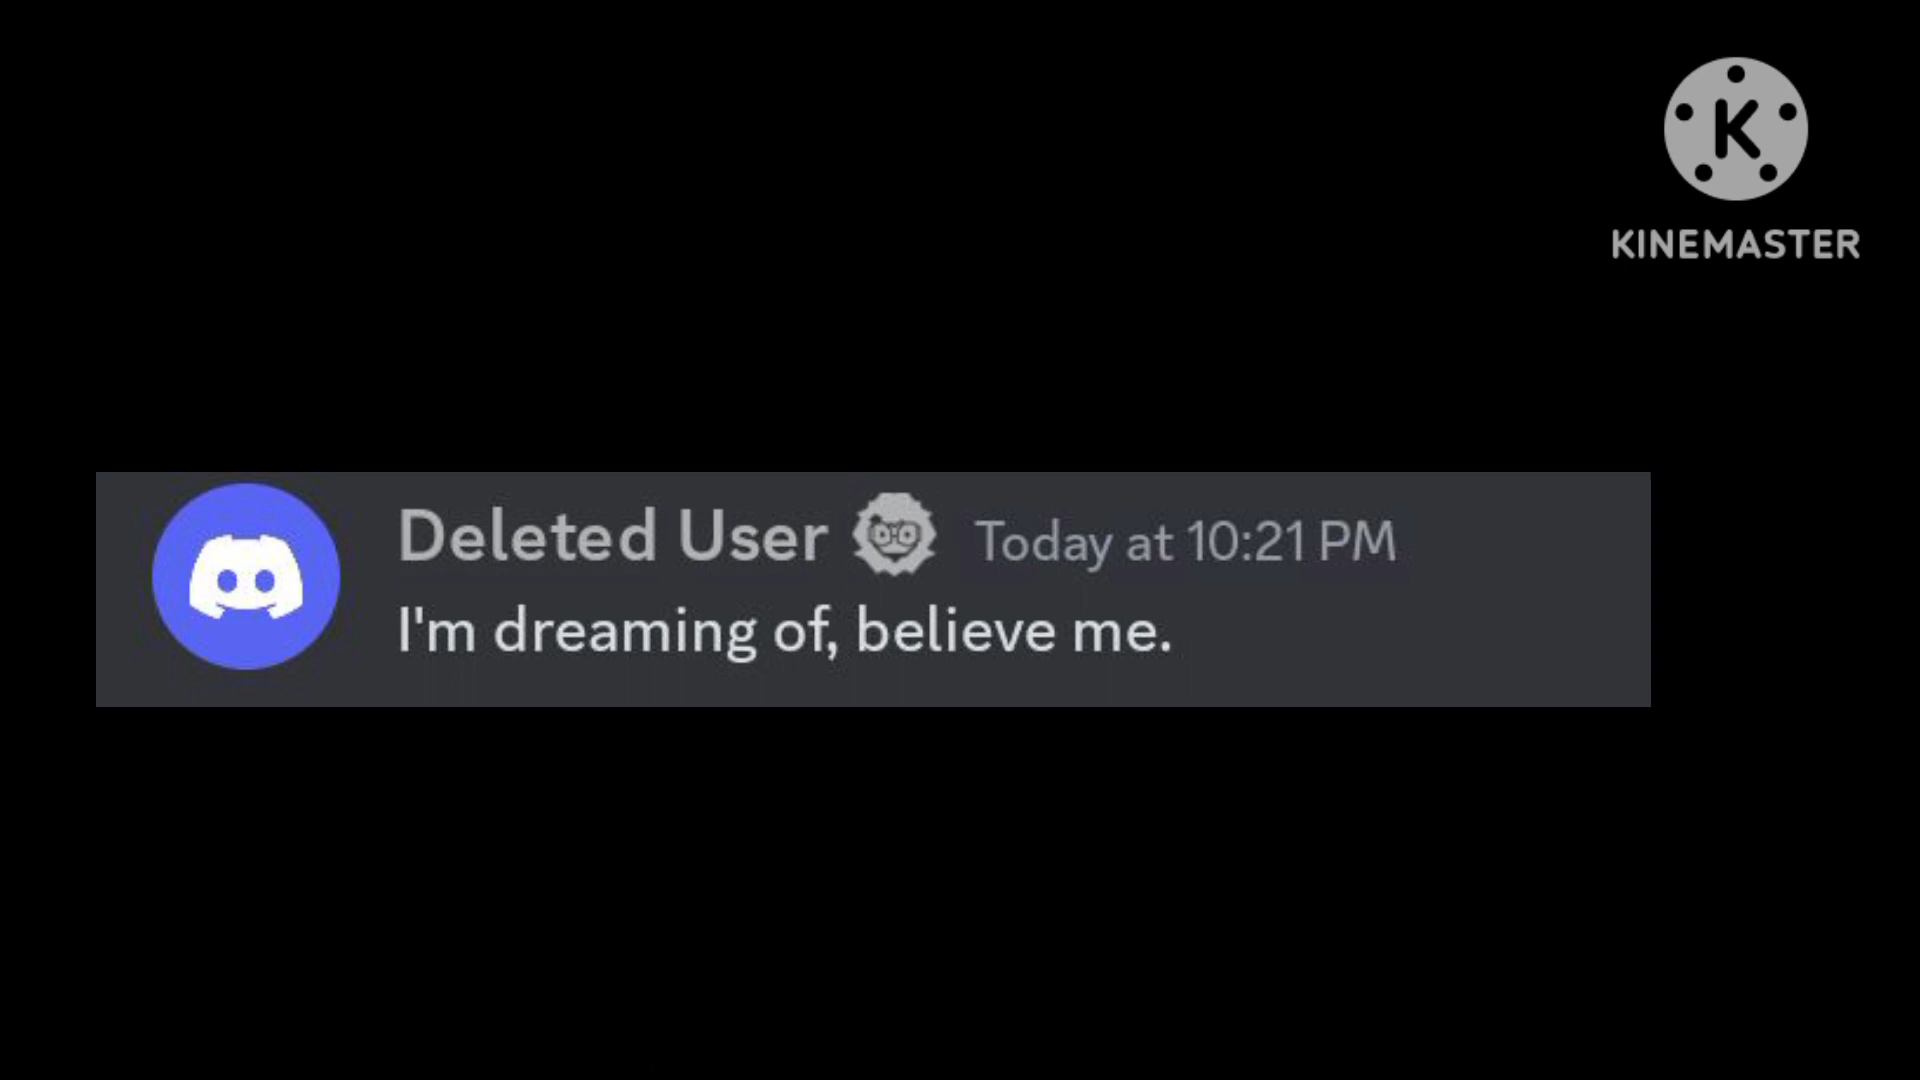 K
KINEMASTER
Deleted User Today at 10:21 PM
I'm dreaming of, believe me.